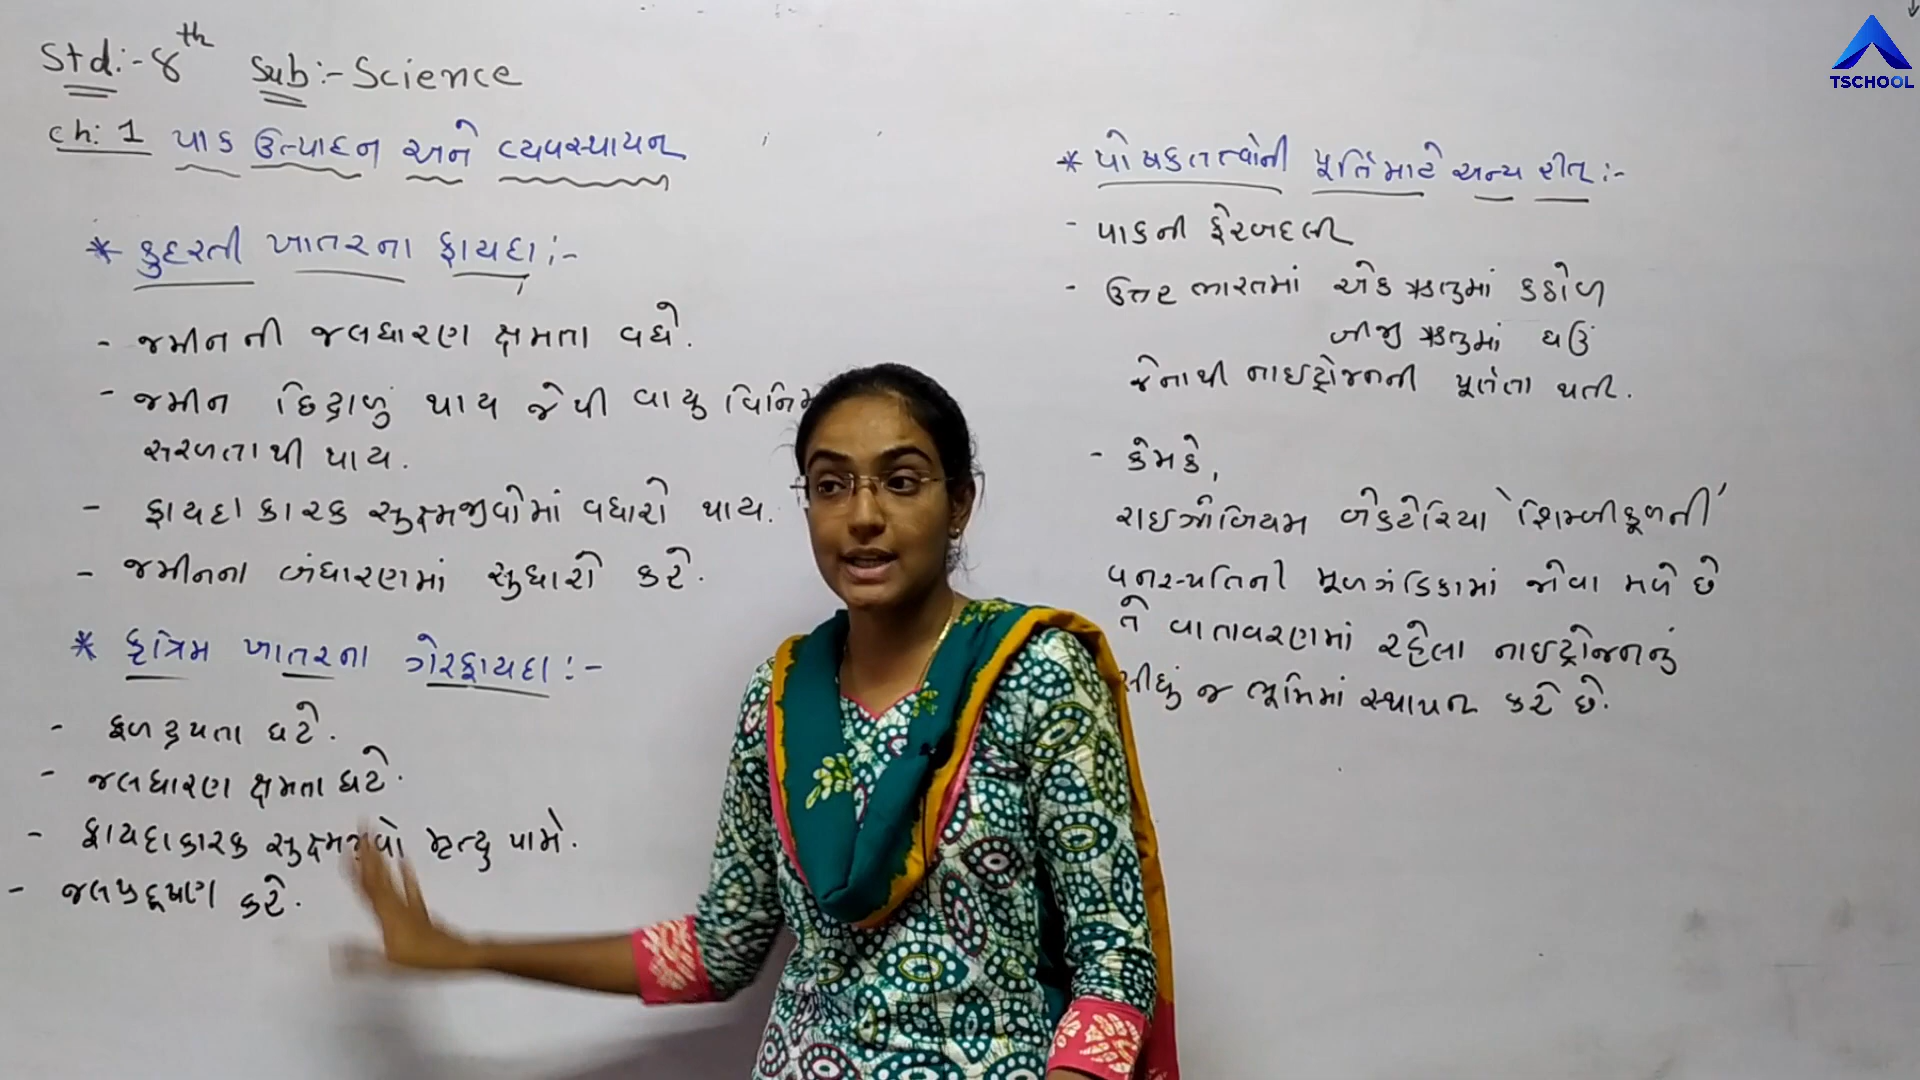 Std:- 8th Sub:- Science
ch: 1 પાક ઉત્પાદન અને વ્યવસ્થાપન
* કુદરતી ખાતરના ફાયદા :-
- જમીનની જલધારણ ક્ષમતા વધે.
- જમીન છિદ્રાળું થાય જેથી વાયુ વિનિમ
સરળતાથી થાય.
- ફાયદાકારક સુક્ષ્મજીવોમાં વધારો થાય.
- જમીનના બંધારણમાં સુધારો કરે.
* કૃત્રિમ ખાતરના ગેરફાયદા :-
- ફળદ્રુપતા ઘટે.
- જલધારણ ક્ષમતા ઘટે.
- ફાયદાકારક સુક્ષ્મજીવો મૃત્યુ પામે.
- જલપ્રદૂષણ કરે.
* પોષકતત્વોની પૂર્તિ માટે અન્ય રીત :-
- પાકની ફેરબદલી
- ઉત્તર ભારતમાં એક ઋતુમાં કઠોળ
બીજી ઋતુમાં ઘઉં
જેનાથી નાઇટ્રોજનની પૂર્તતા થતી.
- કેમકે,
રાઇઝોબિયમ બેક્ટેરિયા 'શિમ્બીકૂળની'
વનસ્પતિની મૂળગંડિકામાં જોવા મળે છે
તે વાતાવરણમાં રહેલા નાઇટ્રોજનનું
સીધું જ ભૂમિમાં સ્થાપન કરે છે.
TSCHOOL